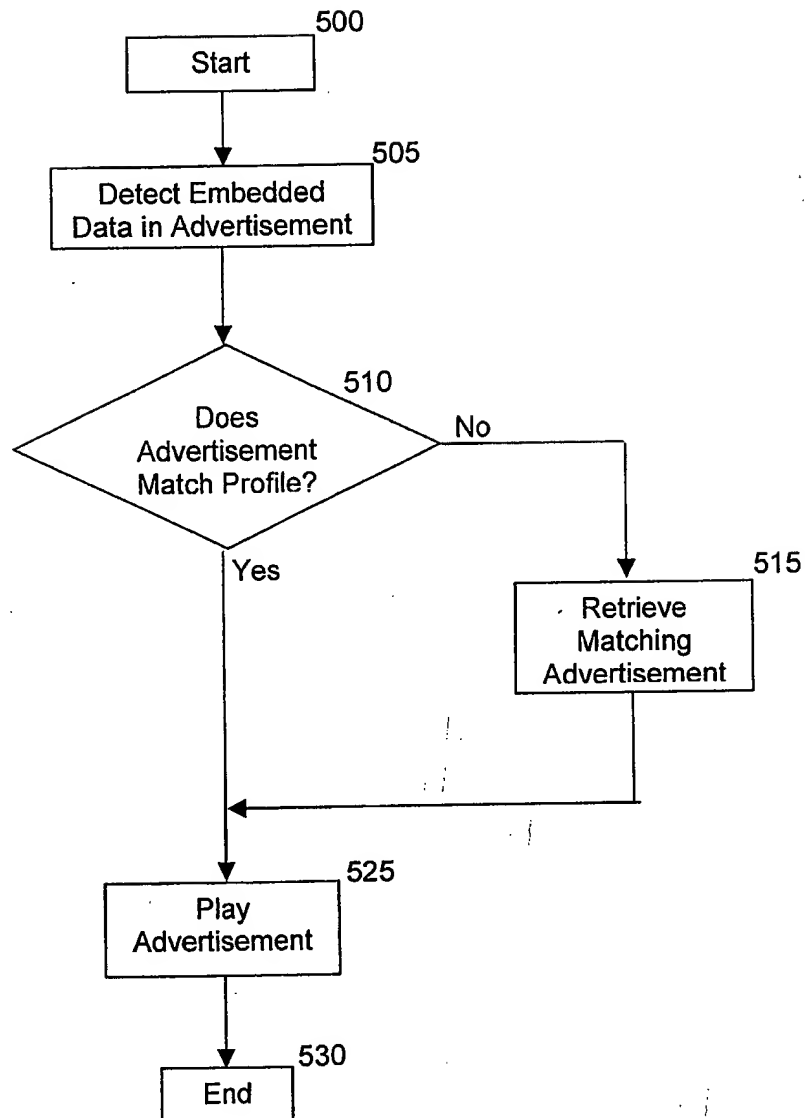 500
Start
505
Detect Embedded
Data in Advertisement
510
Does
Advertisement
Match Profile?
No
Yes
515
Retrieve
Matching
Advertisement
525
Play
Advertisement
530
End